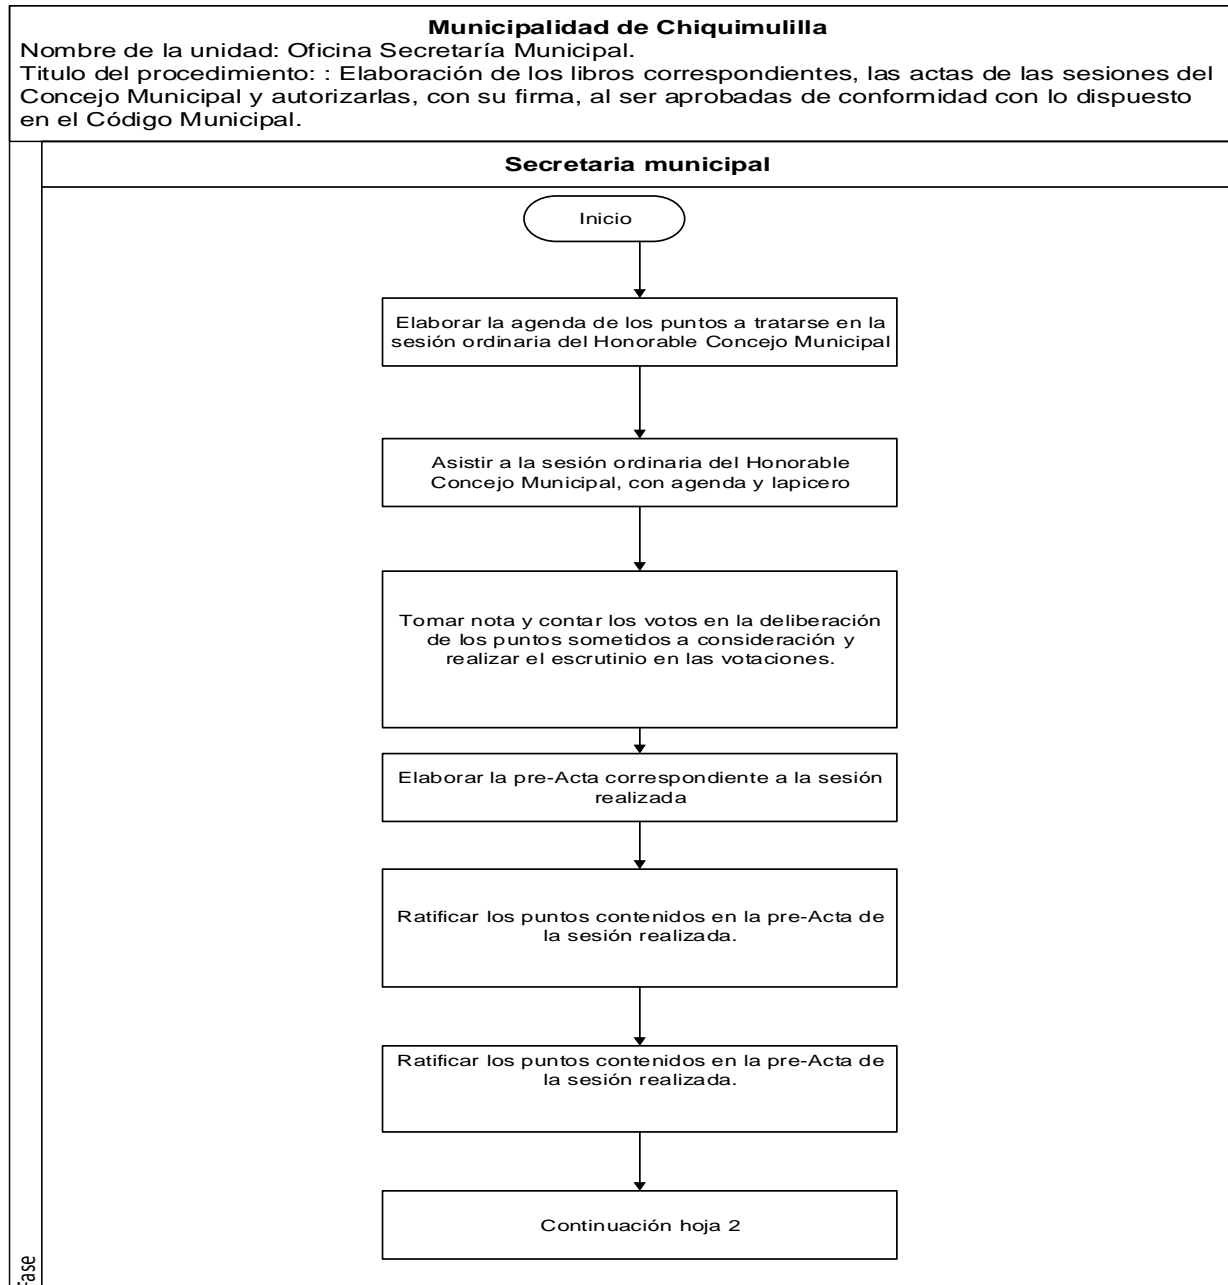 Municipalidad de Chiquimulilla
Nombre de la unidad: Oficina Secretaría Municipal.
Titulo del procedimiento: : Elaboración de los libros correspondientes, las actas de las sesiones del
Concejo Municipal y autorizarlas, con su firma, al ser aprobadas de conformidad con lo dispuesto
en el Código Municipal.
Secretaria municipal
Inicio
Elaborar la agenda de los puntos a tratarse en la
sesión ordinaria del Honorable Concejo Municipal
Asistir a la sesión ordinaria del Honorable
Concejo Municipal, con agenda y lapicero
Tomar nota y contar los votos en la deliberación
de los puntos sometidos a consideración y
realizar el escrutinio en las votaciones.
Elaborar la pre-Acta correspondiente a la sesión
realizada
Ratificar los puntos contenidos en la pre-Acta de
la sesión realizada.
Ratificar los puntos contenidos en la pre-Acta de
la sesión realizada.
Continuación hoja 2
Fase